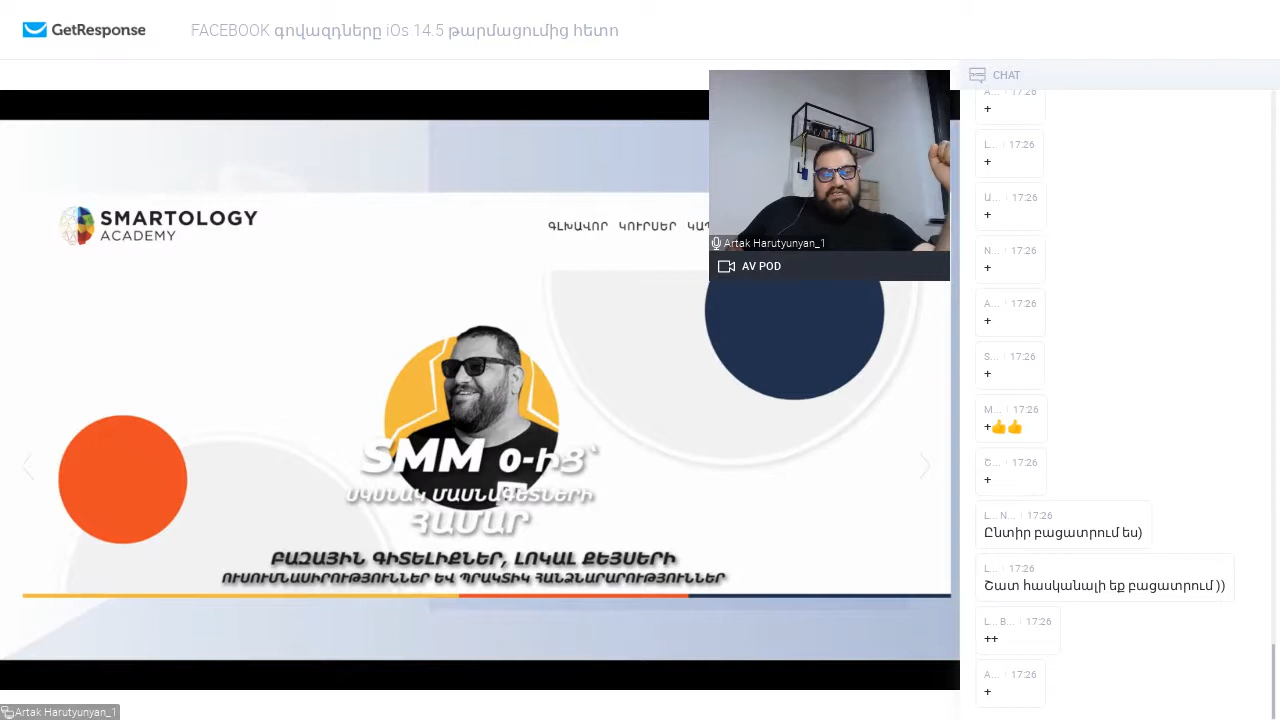 GetResponse
FACEBOOK գովազդները iOs 14.5 թարմացումից հետո
CHAT
A... 17:26
+
L... 17:26
+
Ա... 17:26
+
N... 17:26
+
A... 17:26
+
S... 17:26
+
M... 17:26
+👍👍
Շ... 17:26
+
L... N... 17:26
Ընտիր բացատրում ես)
L... 17:26
Շատ հասկանալի եք բացատրում ))
L... B... 17:26
++
A... 17:26
+
Artak Harutyunyan_1
AV POD
SMARTOLOGY
ACADEMY
ԳԼԽԱՎՈՐ ԿՈՒՐՍԵՐ
SMM 0-ԻՑ՝
ՍԿՍՆԱԿ ՄԱՍՆԱԳԵՏՆԵՐԻ
ՀԱՄԱՐ
ԲԱԶԱՅԻՆ ԳԻՏԵԼԻՔՆԵՐ, ԼՈԿԱԼ ՔԵՅՍԵՐԻ
ՈՒՍՈՒՄՆԱՍԻՐՈՒԹՅՈՒՆՆԵՐ ԵՎ ՊՐԱԿՏԻԿ ՀԱՆՁՆԱՐԱՐՈՒԹՅՈՒՆՆԵՐ
Artak Harutyunyan_1